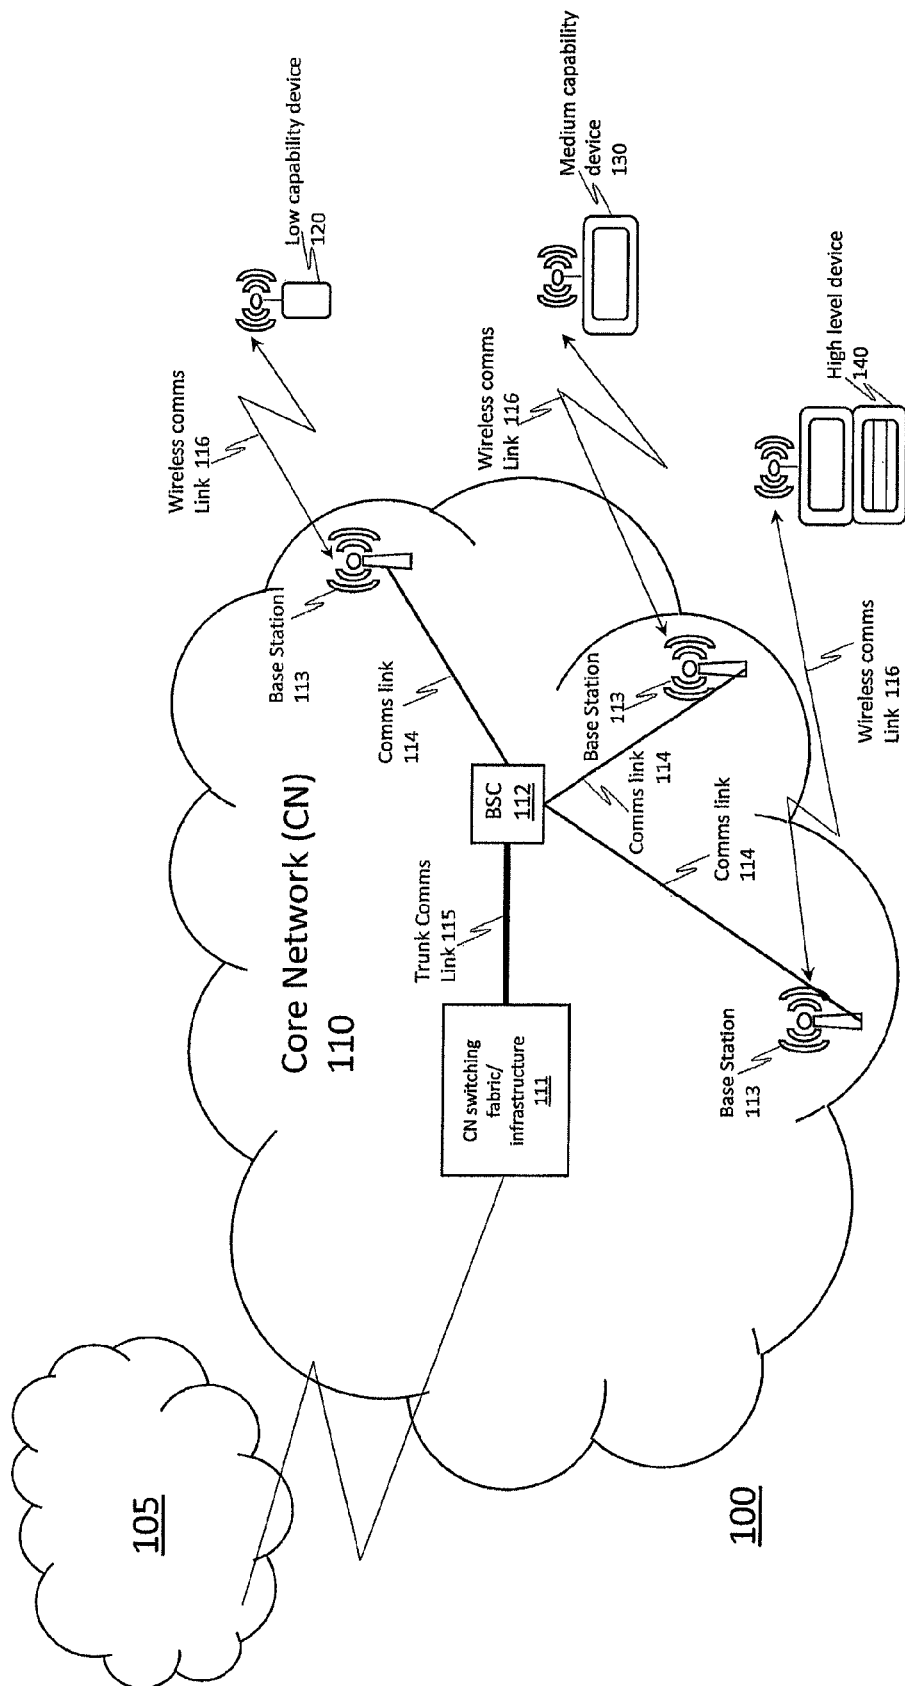 105
100
Core Network (CN)
110
CN switching
fabric/
infrastructure
111
Trunk Comms
Link 115
BSC
112
Base Station
113
Comms link
114
Wireless comms
Link 116
Low capability device
120
Base Station
113
Comms link
114
Wireless comms
Link 116
Medium capability
device
130
Base Station
113
Comms link
114
Wireless comms
Link 116
High level device
140